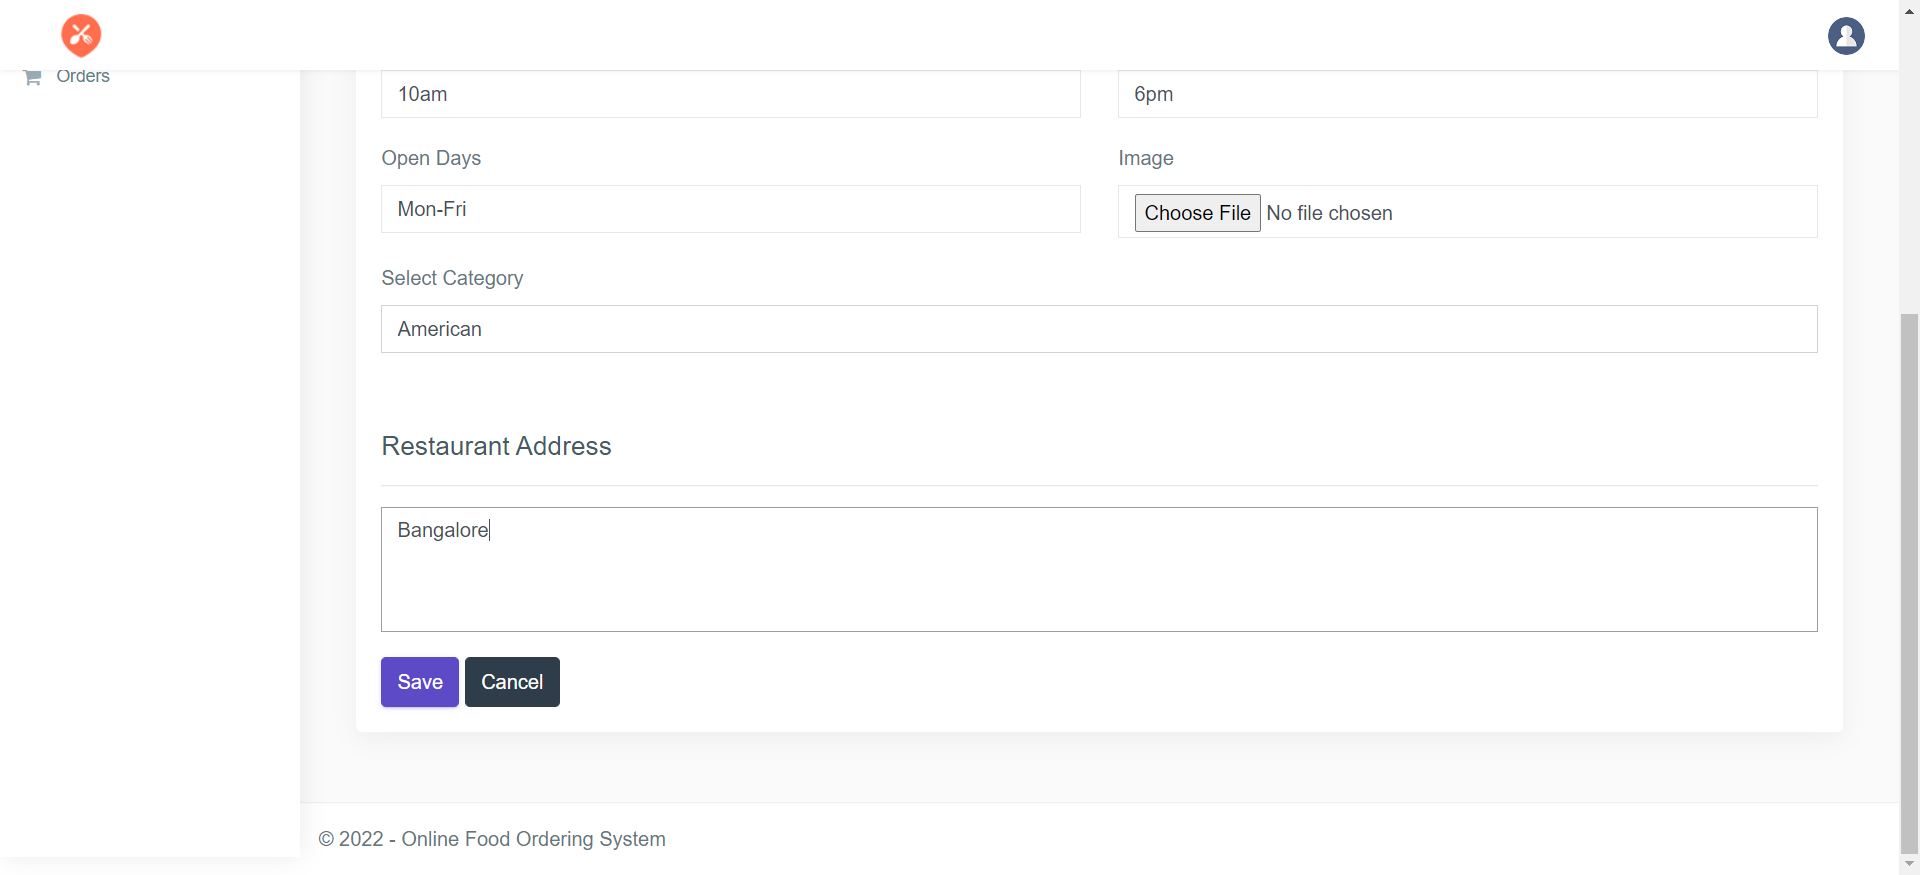 Orders
10am
6pm
Open Days
Image
Mon-Fri
Choose File No file chosen
Select Category
American
Restaurant Address
Bangalore
Save
Cancel
© 2022 - Online Food Ordering System